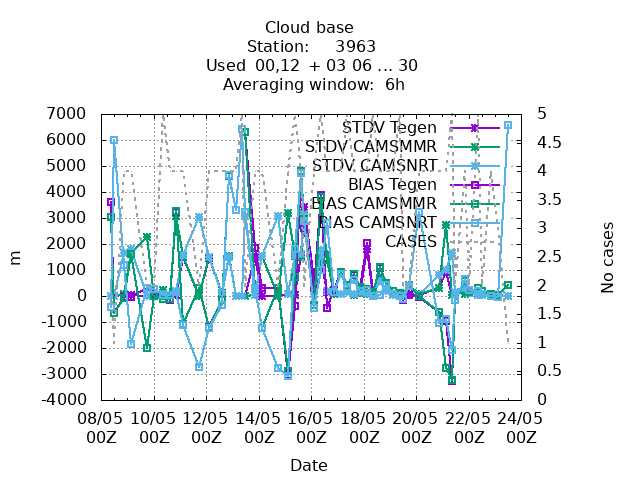 Cloud base
Station: 3963
Used 00,12 + 03 06 ... 30
Averaging window: 6h
7000
6000
5000
4000
3000
2000
1000
0
-1000
-2000
-3000
-4000
m
5
4.5
4
3.5
3
2.5
2
1.5
1
0.5
0
No cases
STDV Tegen
STDV CAMSMMR
STDV CAMSNRT
BIAS Tegen
BIAS CAMSMMR
BIAS CAMSNRT
CASES
08/05 10/05 12/05 14/05 16/05 18/05 20/05 22/05 24/05
00Z 00Z 00Z 00Z 00Z 00Z 00Z 00Z 00Z
Date